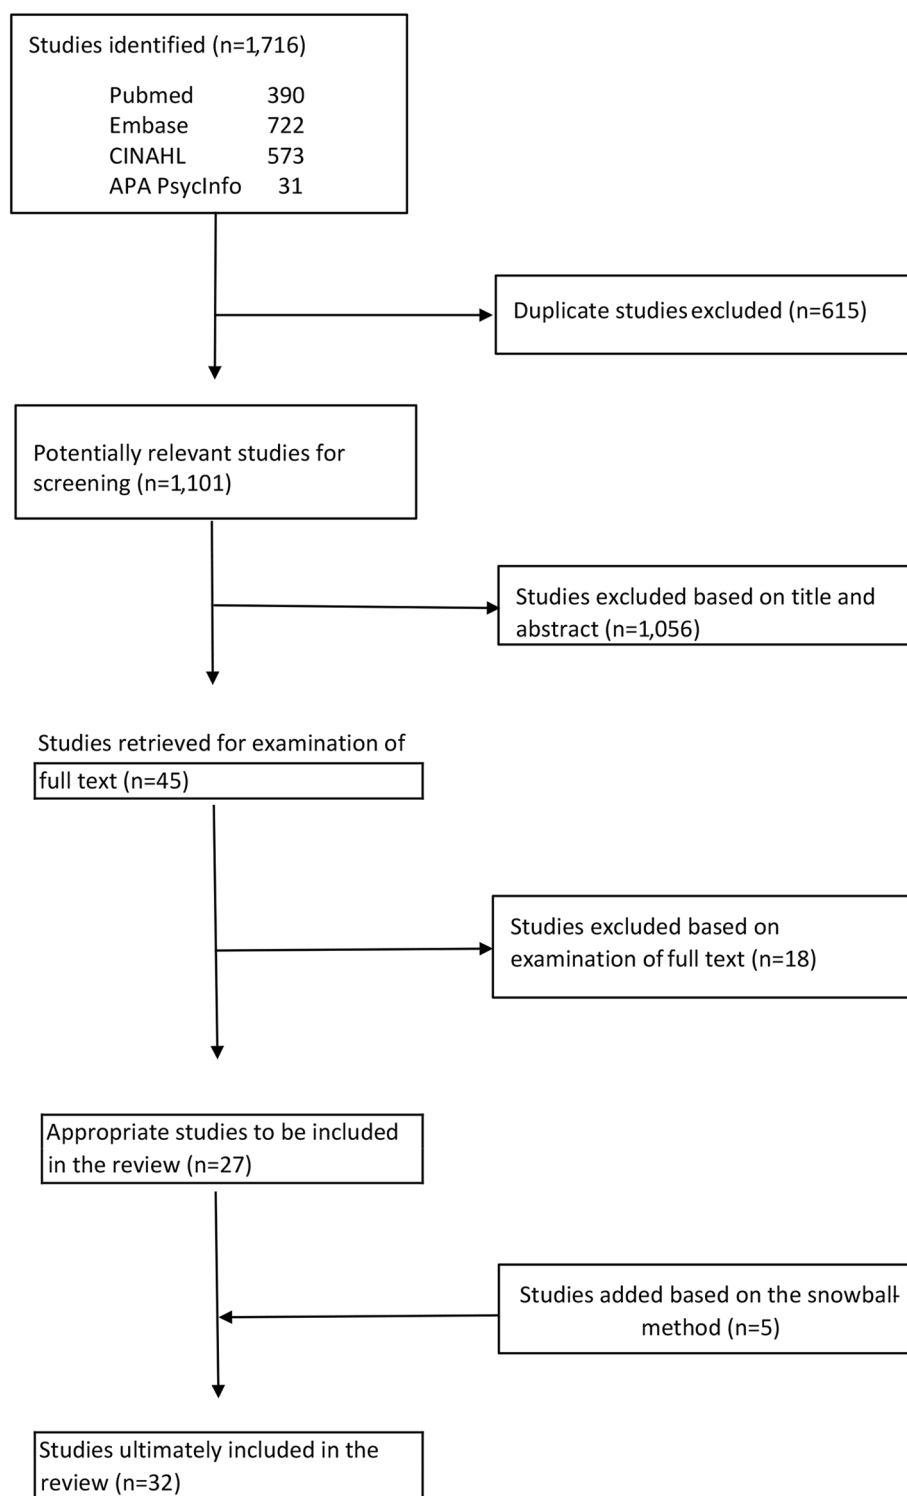 Studies identified (n=1,716)
Pubmed 390
Embase 722
CINAHL 573
APA PsycInfo 31
Duplicate studies excluded (n=615)
Potentially relevant studies for
screening (n=1,101)
Studies excluded based on title and
abstract (n=1,056)
Studies retrieved for examination of
full text (n=45)
Studies excluded based on
examination of full text (n=18)
Appropriate studies to be included
in the review (n=27)
Studies added based on the snowball-
method (n=5)
Studies ultimately included in the
review (n=32)